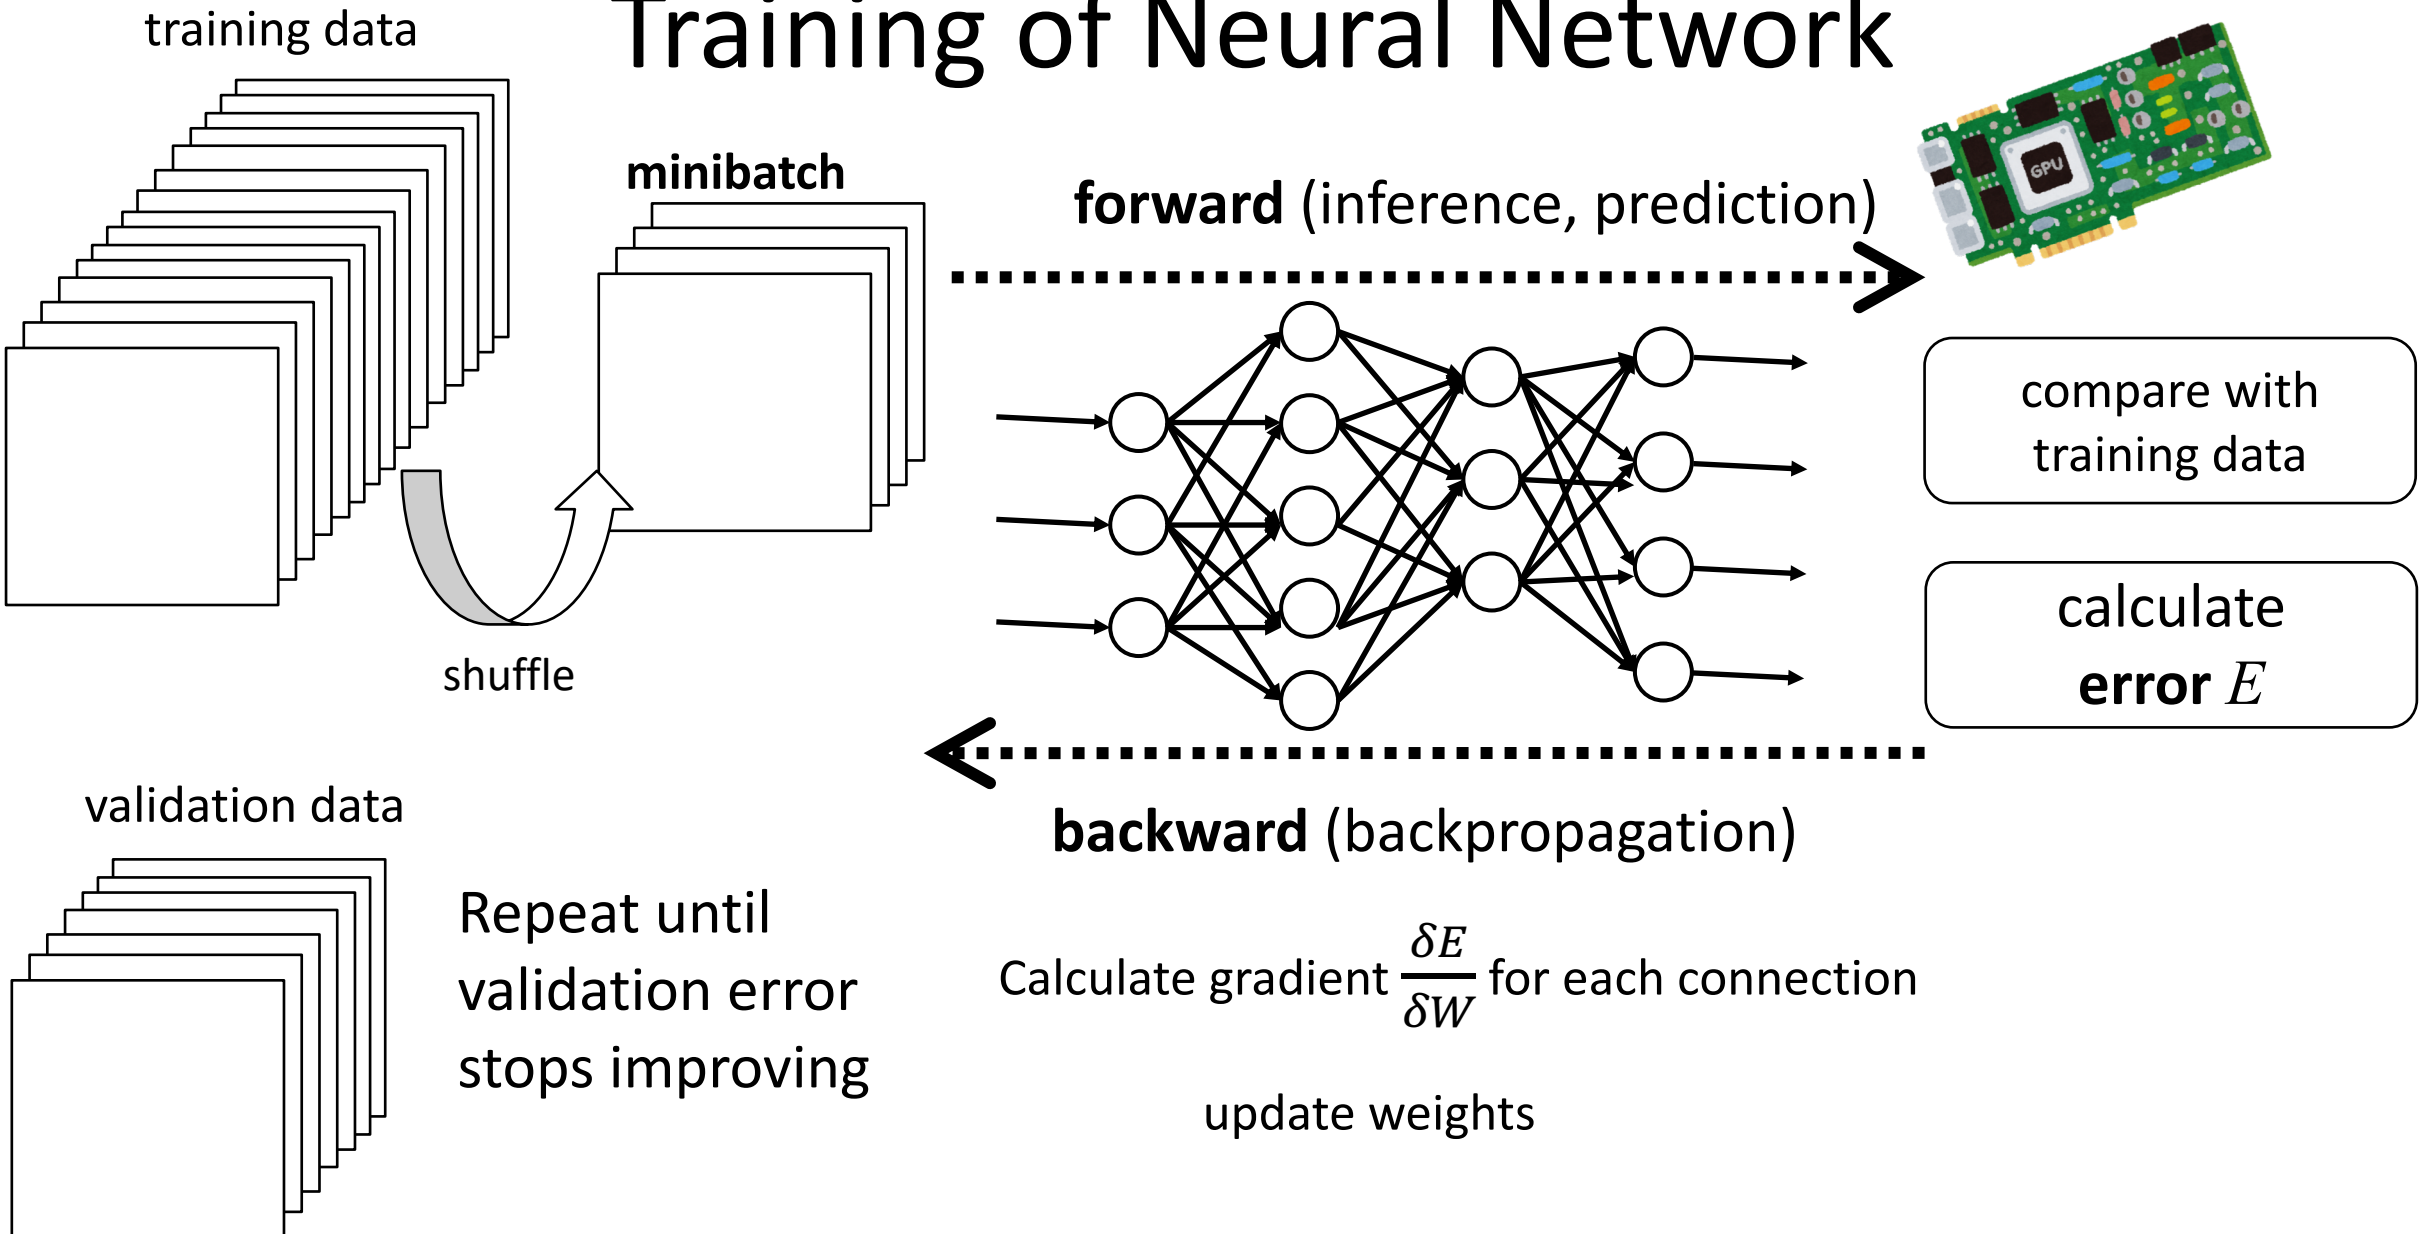 Training of Neural Network
training data
minibatch
forward (inference, prediction)
GPU
compare with
training data
calculate
error E
shuffle
backward (backpropagation)
validation data
Repeat until
validation error
stops improving
Calculate gradient δE/δW for each connection
update weights